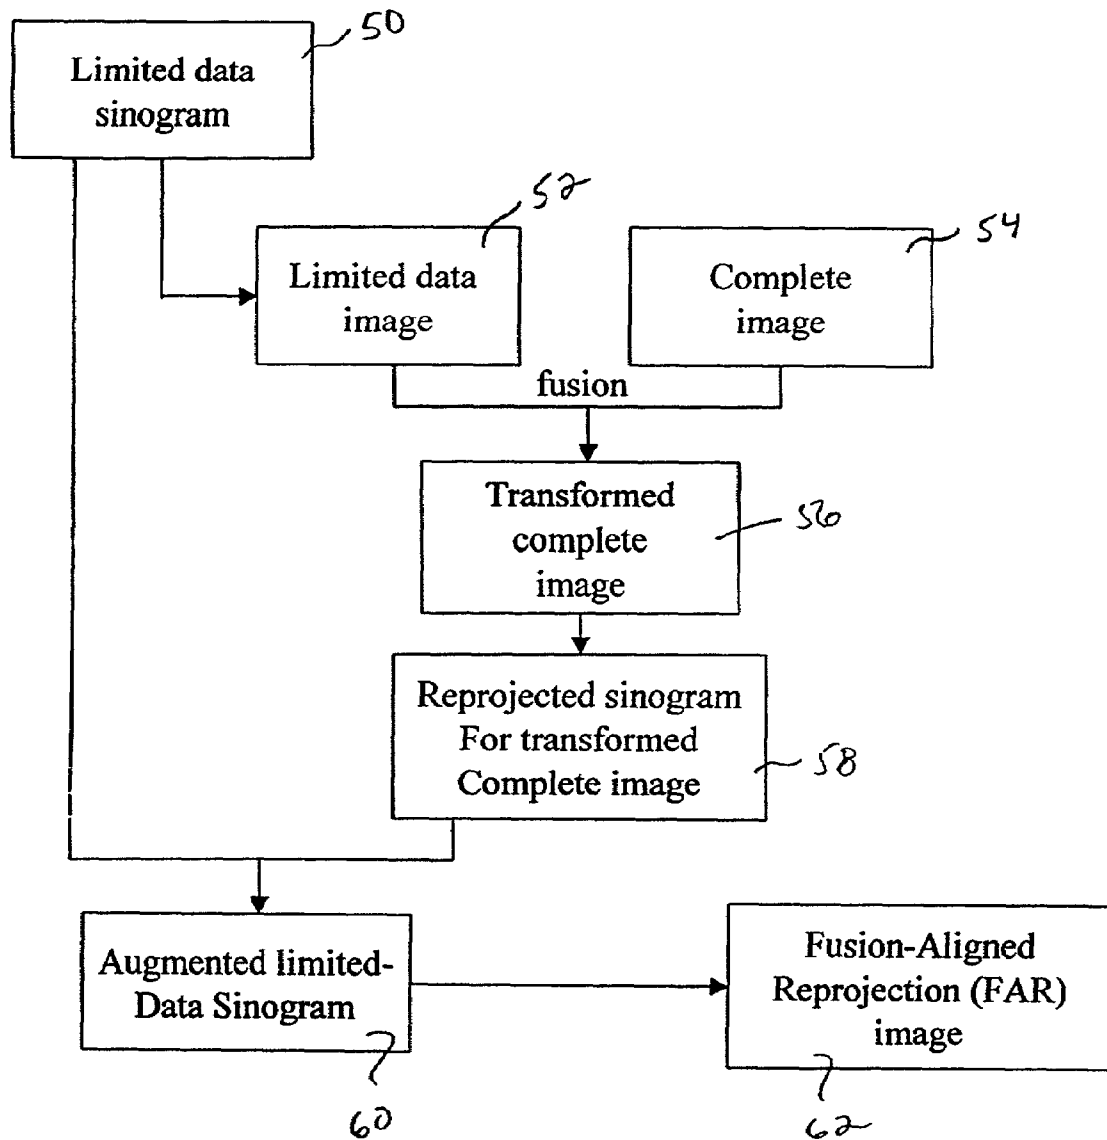 50
Limited data
sinogram
52
54
Limited data
image
Complete
image
fusion
Transformed
complete
image
56
Reprojected sinogram
For transformed
Complete image
58
Augmented limited-
Data Sinogram
Fusion-Aligned
Reprojection (FAR)
image
60
62